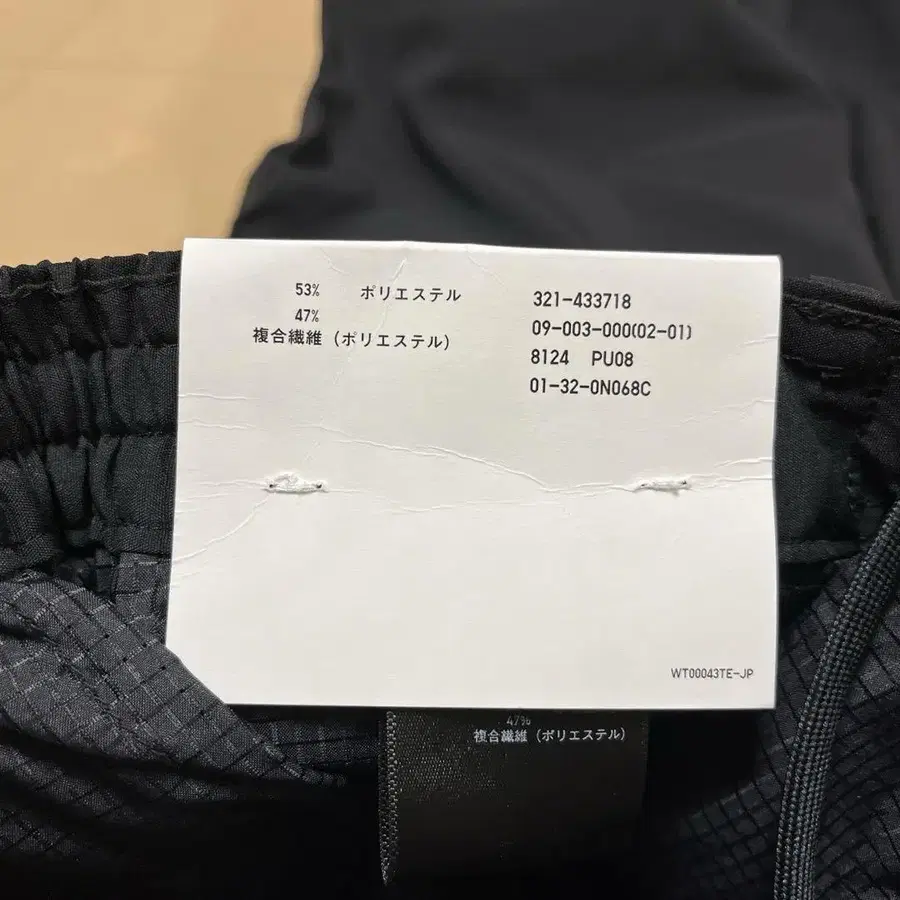 53% ポリエステル
47%
複合繊維 (ポリエステル)
321-433718
09-003-000(02-01)
8124 PU08
01-32-0N068C
WT00043TE-JP
47%
複合繊維 (ポリエステル)